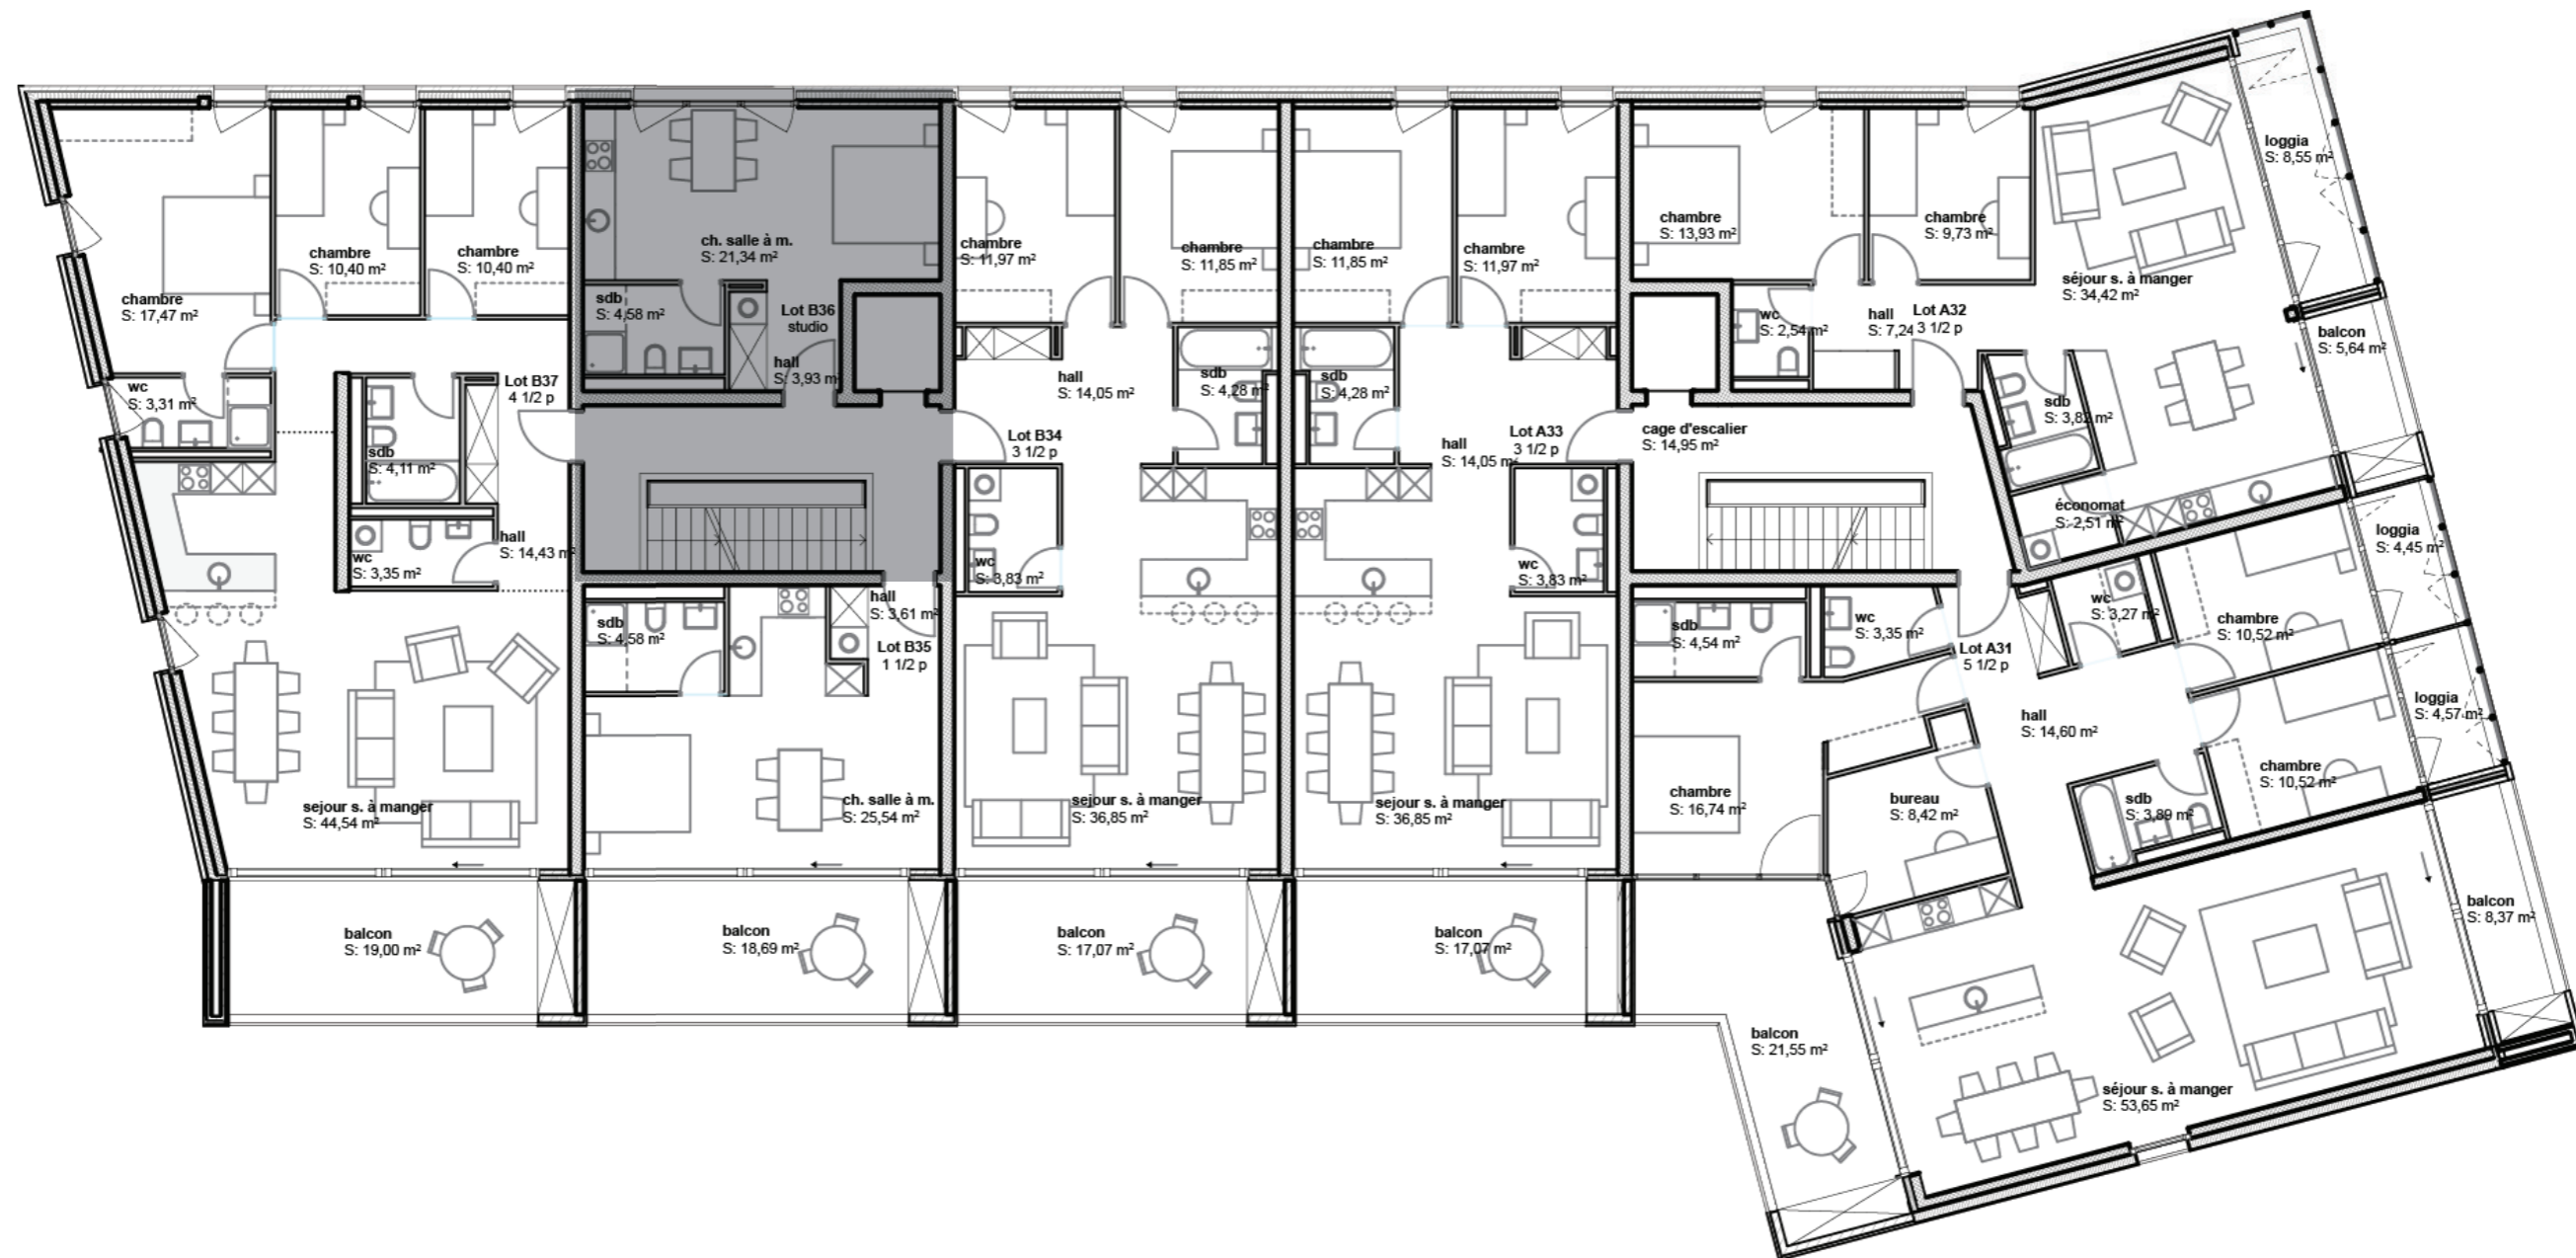 chambre
S: 17,47 m²
chambre
S: 10,40 m²
chambre
S: 10,40 m²
wc
S: 3,31 m²
Lot B37
4 1/2 p
sdb
S: 4,11 m²
wc
S: 3,35 m²
hall
S: 14,43 m²
sejour s. à manger
S: 44,54 m²
balcon
S: 19,00 m²
ch. salle à m.
S: 21,34 m²
sdb
S: 4,58 m²
Lot B36
studio
hall
S: 3,93 m²
sdb
S: 4,58 m²
hall
S: 3,61 m²
Lot B35
1 1/2 p
ch. salle à m.
S: 25,54 m²
balcon
S: 18,69 m²
chambre
S: 11,97 m²
chambre
S: 11,85 m²
hall
S: 14,05 m²
sdb
S: 4,28 m²
Lot B34
3 1/2 p
wc
S: 3,83 m²
sejour s. à manger
S: 36,85 m²
balcon
S: 17,07 m²
chambre
S: 11,85 m²
chambre
S: 11,97 m²
sdb
S: 4,28 m²
hall
S: 14,05 m²
Lot A33
3 1/2 p
wc
S: 3,83 m²
sejour s. à manger
S: 36,85 m²
balcon
S: 17,07 m²
chambre
S: 13,93 m²
chambre
S: 9,73 m²
wc
S: 2,54 m²
hall
S: 7,24
Lot A32
3 1/2 p
séjour s. à manger
S: 34,42 m²
loggia
S: 8,55 m²
balcon
S: 5,64 m²
sdb
S: 3,82 m²
économat
S: 2,51 m²
cage d'escalier
S: 14,95 m²
loggia
S: 4,45 m²
wc
S: 3,27 m²
chambre
S: 10,52 m²
sdb
S: 4,54 m²
wc
S: 3,35 m²
Lot A31
5 1/2 p
loggia
S: 4,57 m²
hall
S: 14,60 m²
chambre
S: 10,52 m²
chambre
S: 16,74 m²
bureau
S: 8,42 m²
sdb
S: 3,89 m²
balcon
S: 8,37 m²
balcon
S: 21,55 m²
séjour s. à manger
S: 53,65 m²